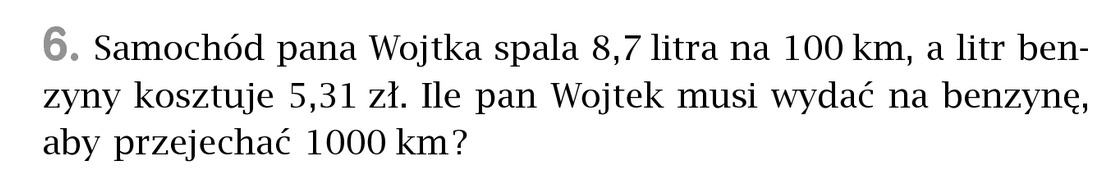 6. Samochód pana Wojtka spala 8,7 litra na 100 km, a litr ben-
zyny kosztuje 5,31 zł. Ile pan Wojtek musi wydać na benzynę,
aby przejechać 1000 km?